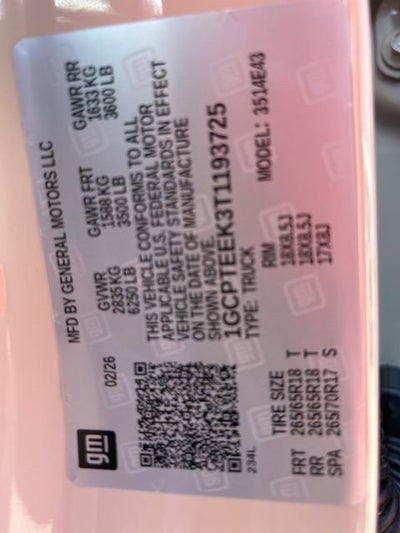 gm
MFD BY GENERAL MOTORS LLC
02/26
GVWR GAWR FRT GAWR RR
2835 KG 1588 KG 1633 KG
6250 LB 3500 LB 3600 LB
THIS VEHICLE CONFORMS TO ALL
APPLICABLE U.S. FEDERAL MOTOR
VEHICLE SAFETY STANDARDS IN EFFECT
ON THE DATE OF MANUFACTURE
SHOWN ABOVE.
1GCPTEEK3T1193725
TYPE: TRUCK MODEL: 3514E43
234L
TIRE SIZE RIM
FRT 265/65R18 T 18X8.5J
RR 265/65R18 T 18X8.5J
SPA 265/70R17 S 17X8J